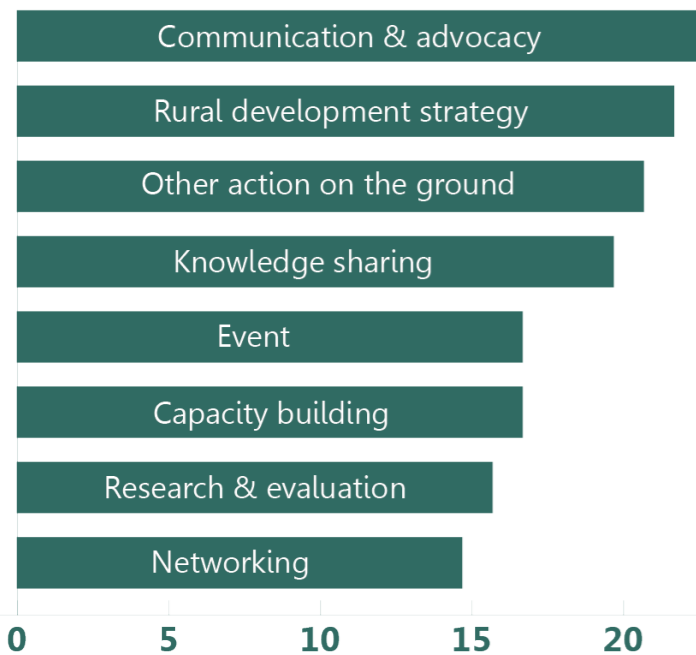 Communication & advocacy
Rural development strategy
Other action on the ground
Knowledge sharing
Event
Capacity building
Research & evaluation
Networking
0 5 10 15 20